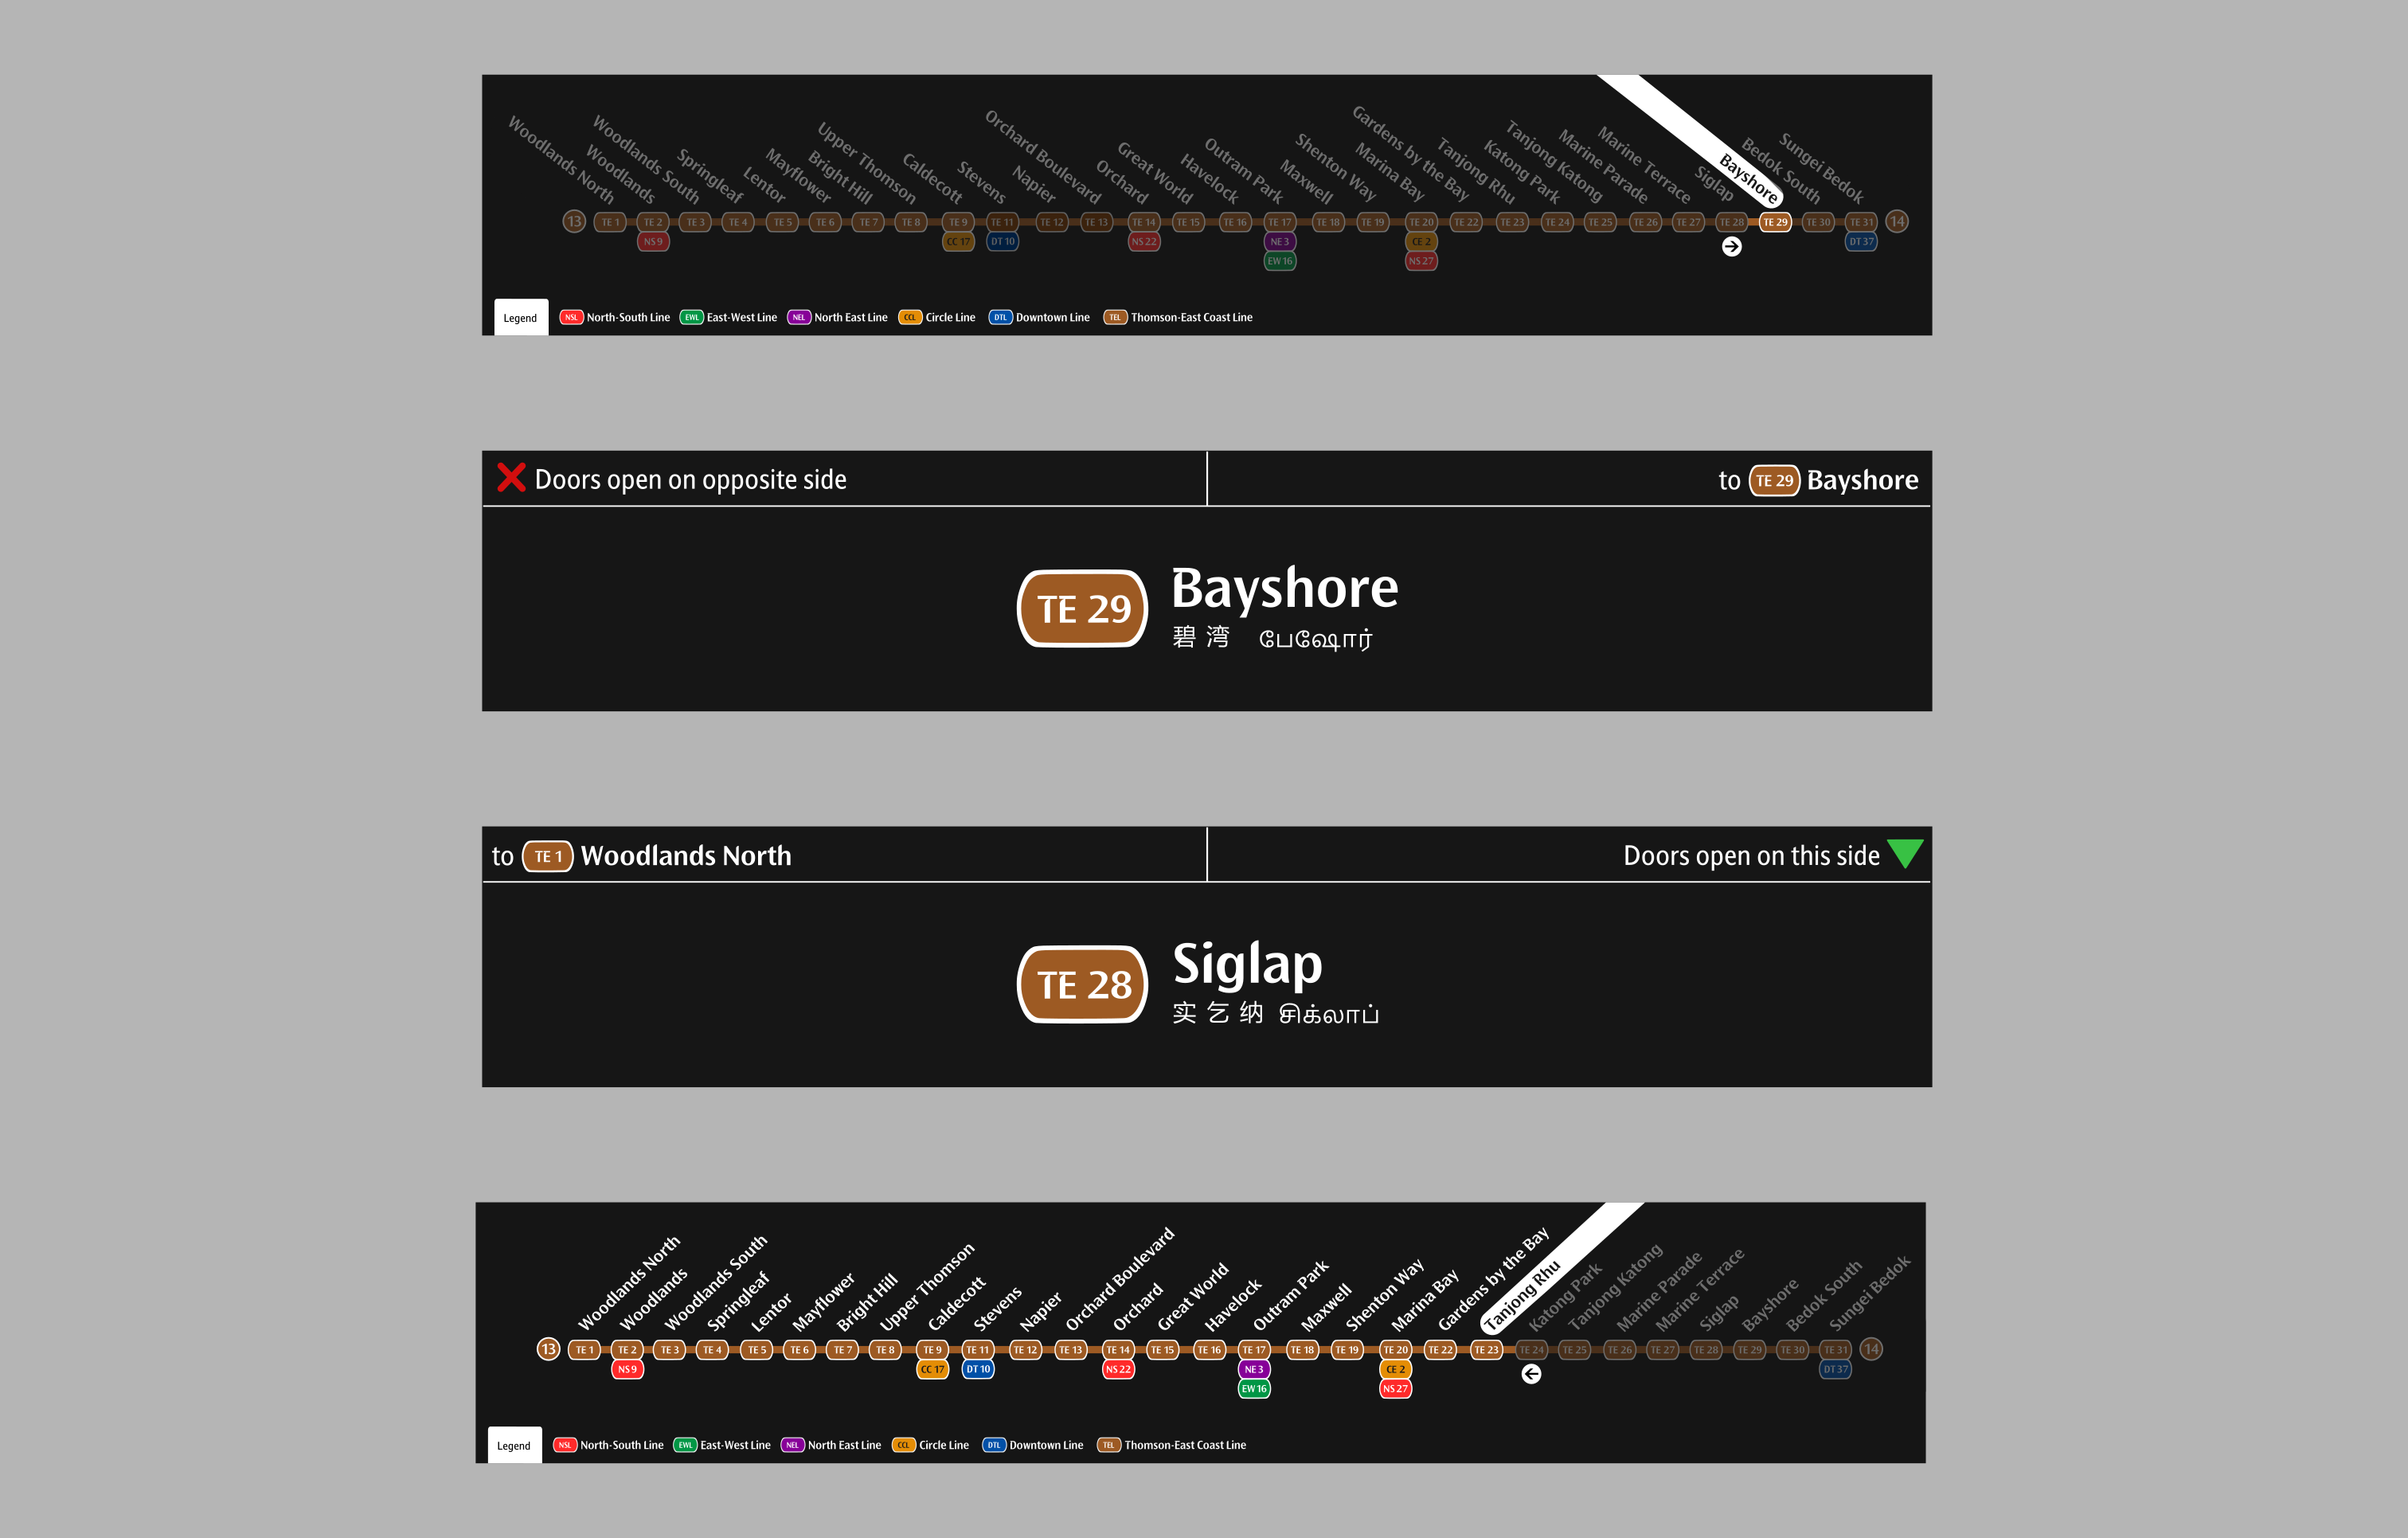 Woodlands North
Woodlands
Woodlands South
Springleaf
Lentor
Mayflower
Bright Hill
Upper Thomson
Caldecott
Stevens
Napier
Orchard Boulevard
Orchard
Great World
Havelock
Outram Park
Maxwell
Shenton Way
Marina Bay
Gardens by the Bay
Tanjong Rhu
Katong Park
Tanjong Katong
Marine Parade
Marine Terrace
Siglap
Bayshore
Bedok South
Sungei Bedok
13 TE 1 TE 2 TE 3 TE 4 TE 5 TE 6 TE 7 TE 8 TE 9 TE 11 TE 12 TE 13 TE 14 TE 15 TE 16 TE 17 TE 18 TE 19 TE 20 TE 22 TE 23 TE 24 TE 25 TE 26 TE 27 TE 28 TE 29 TE 30 TE 31 14
NS 9 CC 17 DT 10 NS 22 NE 3 CE 2 DT 37
EW 16 NS 27
Legend NSL North-South Line EWL East-West Line NEL North East Line CCL Circle Line DTL Downtown Line TEL Thomson-East Coast Line
Doors open on opposite side
to TE 29 Bayshore
TE 29 Bayshore
碧湾 பேஷோர்
to TE 1 Woodlands North
Doors open on this side
TE 28 Siglap
实乞纳 சிக்லாப்
Woodlands North
Woodlands
Woodlands South
Springleaf
Lentor
Mayflower
Bright Hill
Upper Thomson
Caldecott
Stevens
Napier
Orchard Boulevard
Orchard
Great World
Havelock
Outram Park
Maxwell
Shenton Way
Marina Bay
Gardens by the Bay
Tanjong Rhu
Katong Park
Tanjong Katong
Marine Parade
Marine Terrace
Siglap
Bayshore
Bedok South
Sungei Bedok
13 TE 1 TE 2 TE 3 TE 4 TE 5 TE 6 TE 7 TE 8 TE 9 TE 11 TE 12 TE 13 TE 14 TE 15 TE 16 TE 17 TE 18 TE 19 TE 20 TE 22 TE 23 TE 24 TE 25 TE 26 TE 27 TE 28 TE 29 TE 30 TE 31 14
NS 9 CC 17 DT 10 NS 22 NE 3 CE 2 DT 37
EW 16 NS 27
Legend NSL North-South Line EWL East-West Line NEL North East Line CCL Circle Line DTL Downtown Line TEL Thomson-East Coast Line